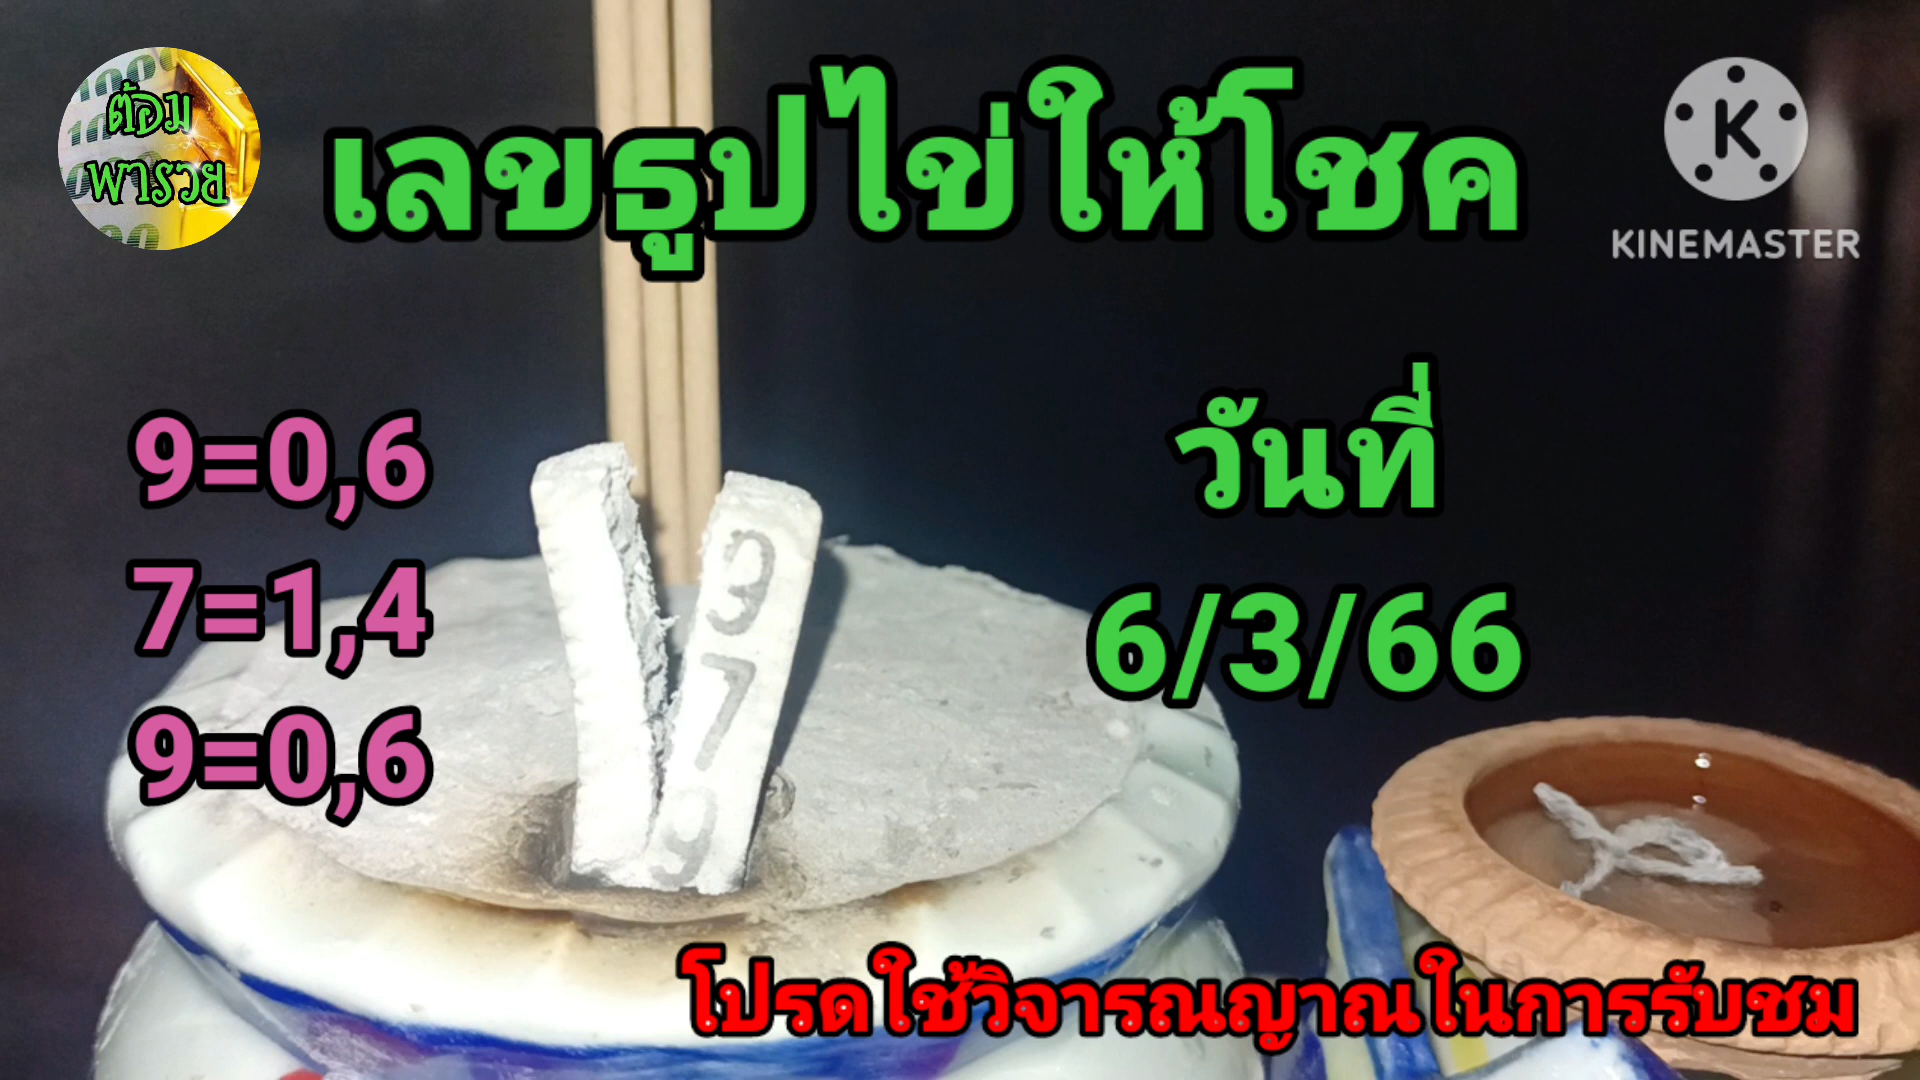 ต้อม
พารวย
เลขธูปไข่ให้โชค
K
KINEMASTER
9=0,6
7=1,4
9=0,6
9
7
9
วันที่
6/3/66
โปรดใช้วิจารณญาณในการรับชม